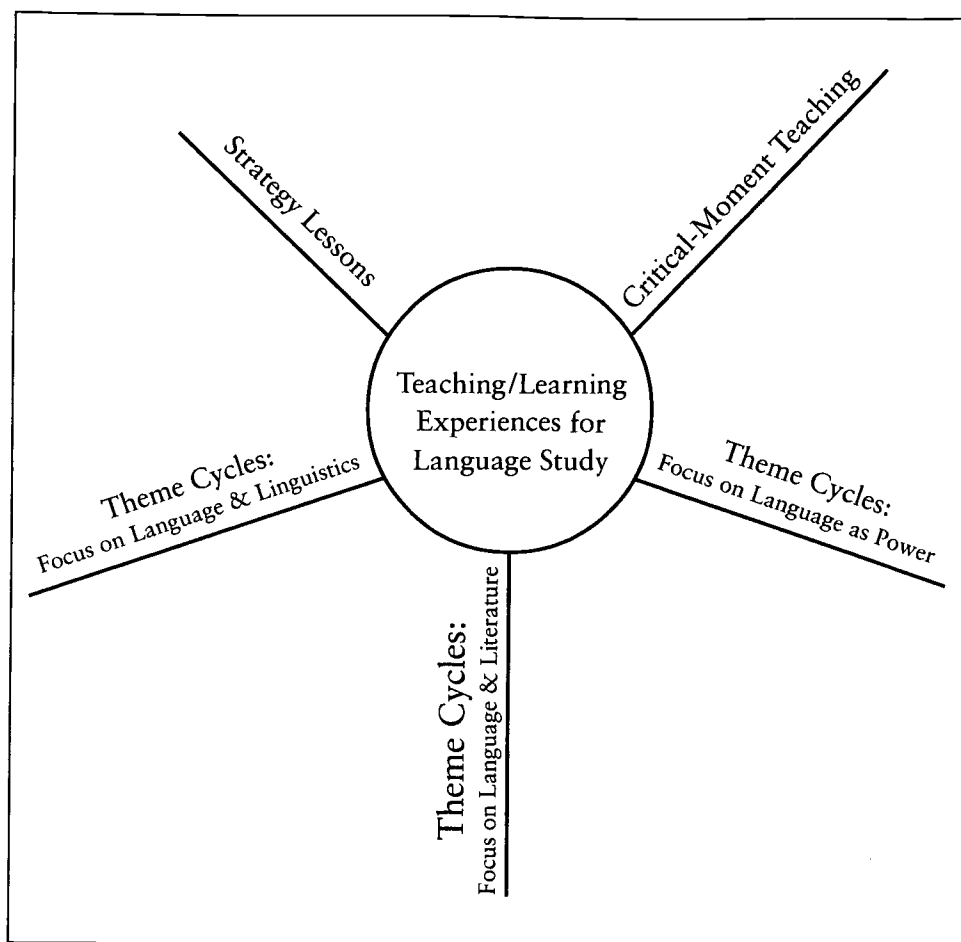 Strategy Lessons
Critical-Moment Teaching
Teaching/Learning
Experiences for
Language Study
Theme Cycles:
Focus on Language & Linguistics
Theme Cycles:
Focus on Language as Power
Theme Cycles:
Focus on Language & Literature